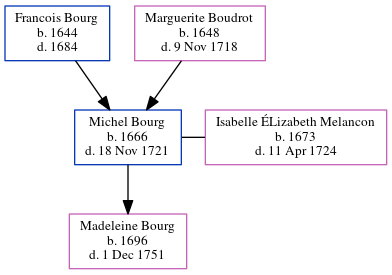 Francois Bourg
b. 1644
d. 1684
Marguerite Boudrot
b. 1648
d. 9 Nov 1718
Michel Bourg
b. 1666
d. 18 Nov 1721
Isabelle ÉLizabeth Melancon
b. 1673
d. 11 Apr 1724
Madeleine Bourg
b. 1696
d. 1 Dec 1751